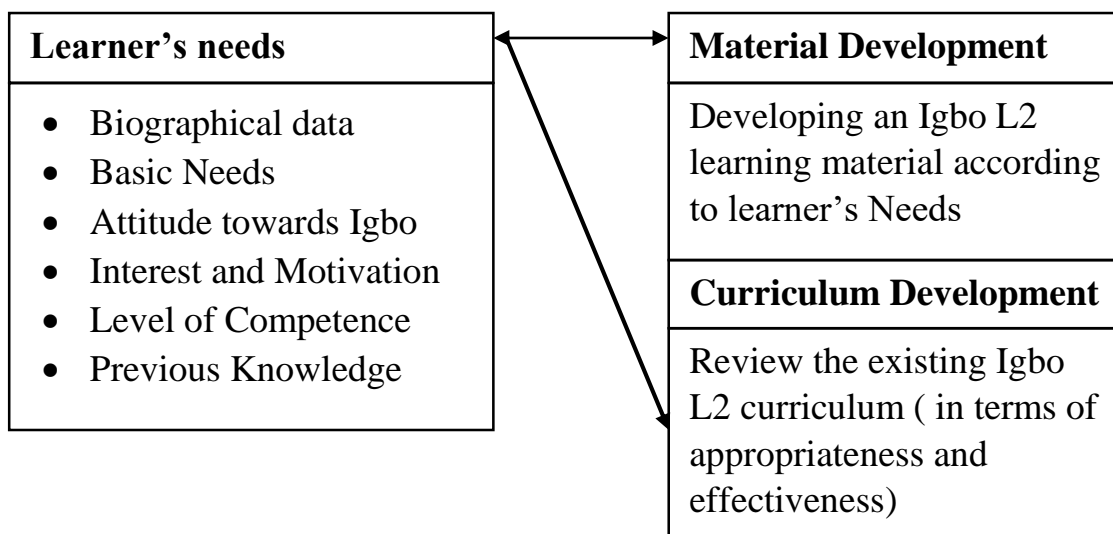 Learner’s needs
• Biographical data
• Basic Needs
• Attitude towards Igbo
• Interest and Motivation
• Level of Competence
• Previous Knowledge
Material Development
Developing an Igbo L2
learning material according
to learner’s Needs
Curriculum Development
Review the existing Igbo
L2 curriculum ( in terms of
appropriateness and
effectiveness)